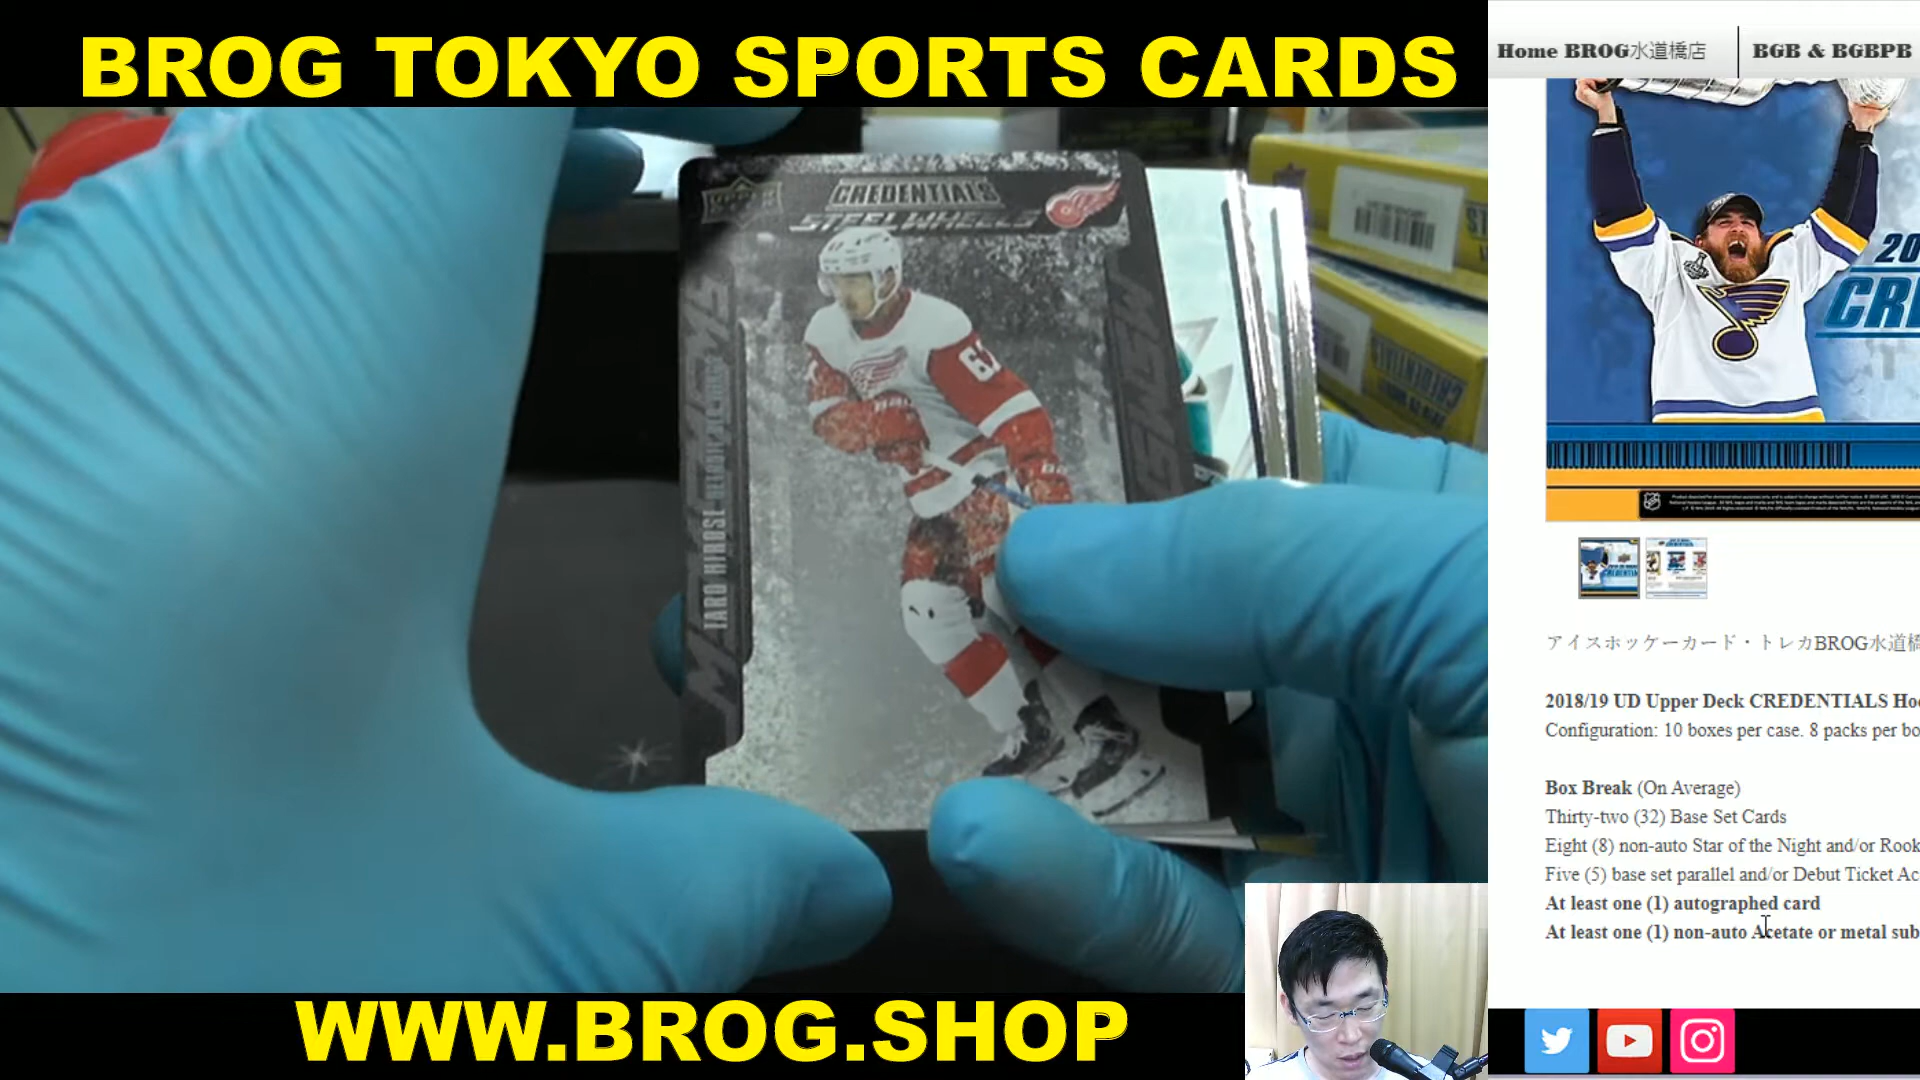 BROG TOKYO SPORTS CARDS
Home BROG水道橋店
BGB & BGBPB
CREDENTIALS
STEELWHEELS
TARO HIROSE
20
CRE
アイスホッケーカード・トレカBROG水道橋
2018/19 UD Upper Deck CREDENTIALS Ho
Configuration: 10 boxes per case. 8 packs per bo
Box Break (On Average)
Thirty-two (32) Base Set Cards
Eight (8) non-auto Star of the Night and/or Rook
Five (5) base set parallel and/or Debut Ticket Ac
At least one (1) autographed card
At least one (1) non-auto Acetate or metal sub
WWW.BROG.SHOP